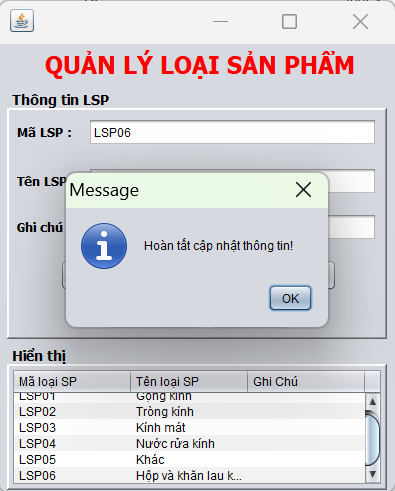 QUẢN LÝ LOẠI SẢN PHẨM
Thông tin LSP
Mã LSP : LSP06
Tên LSP
Ghi chú
Message
Hoàn tất cập nhật thông tin!
OK
Hiển thị
Mã loại SP Tên loại SP Ghi Chú
LSP01 Gọng kính
LSP02 Tròng kính
LSP03 Kính mát
LSP04 Nước rửa kính
LSP05 Khác
LSP06 Hộp và khăn lau k...